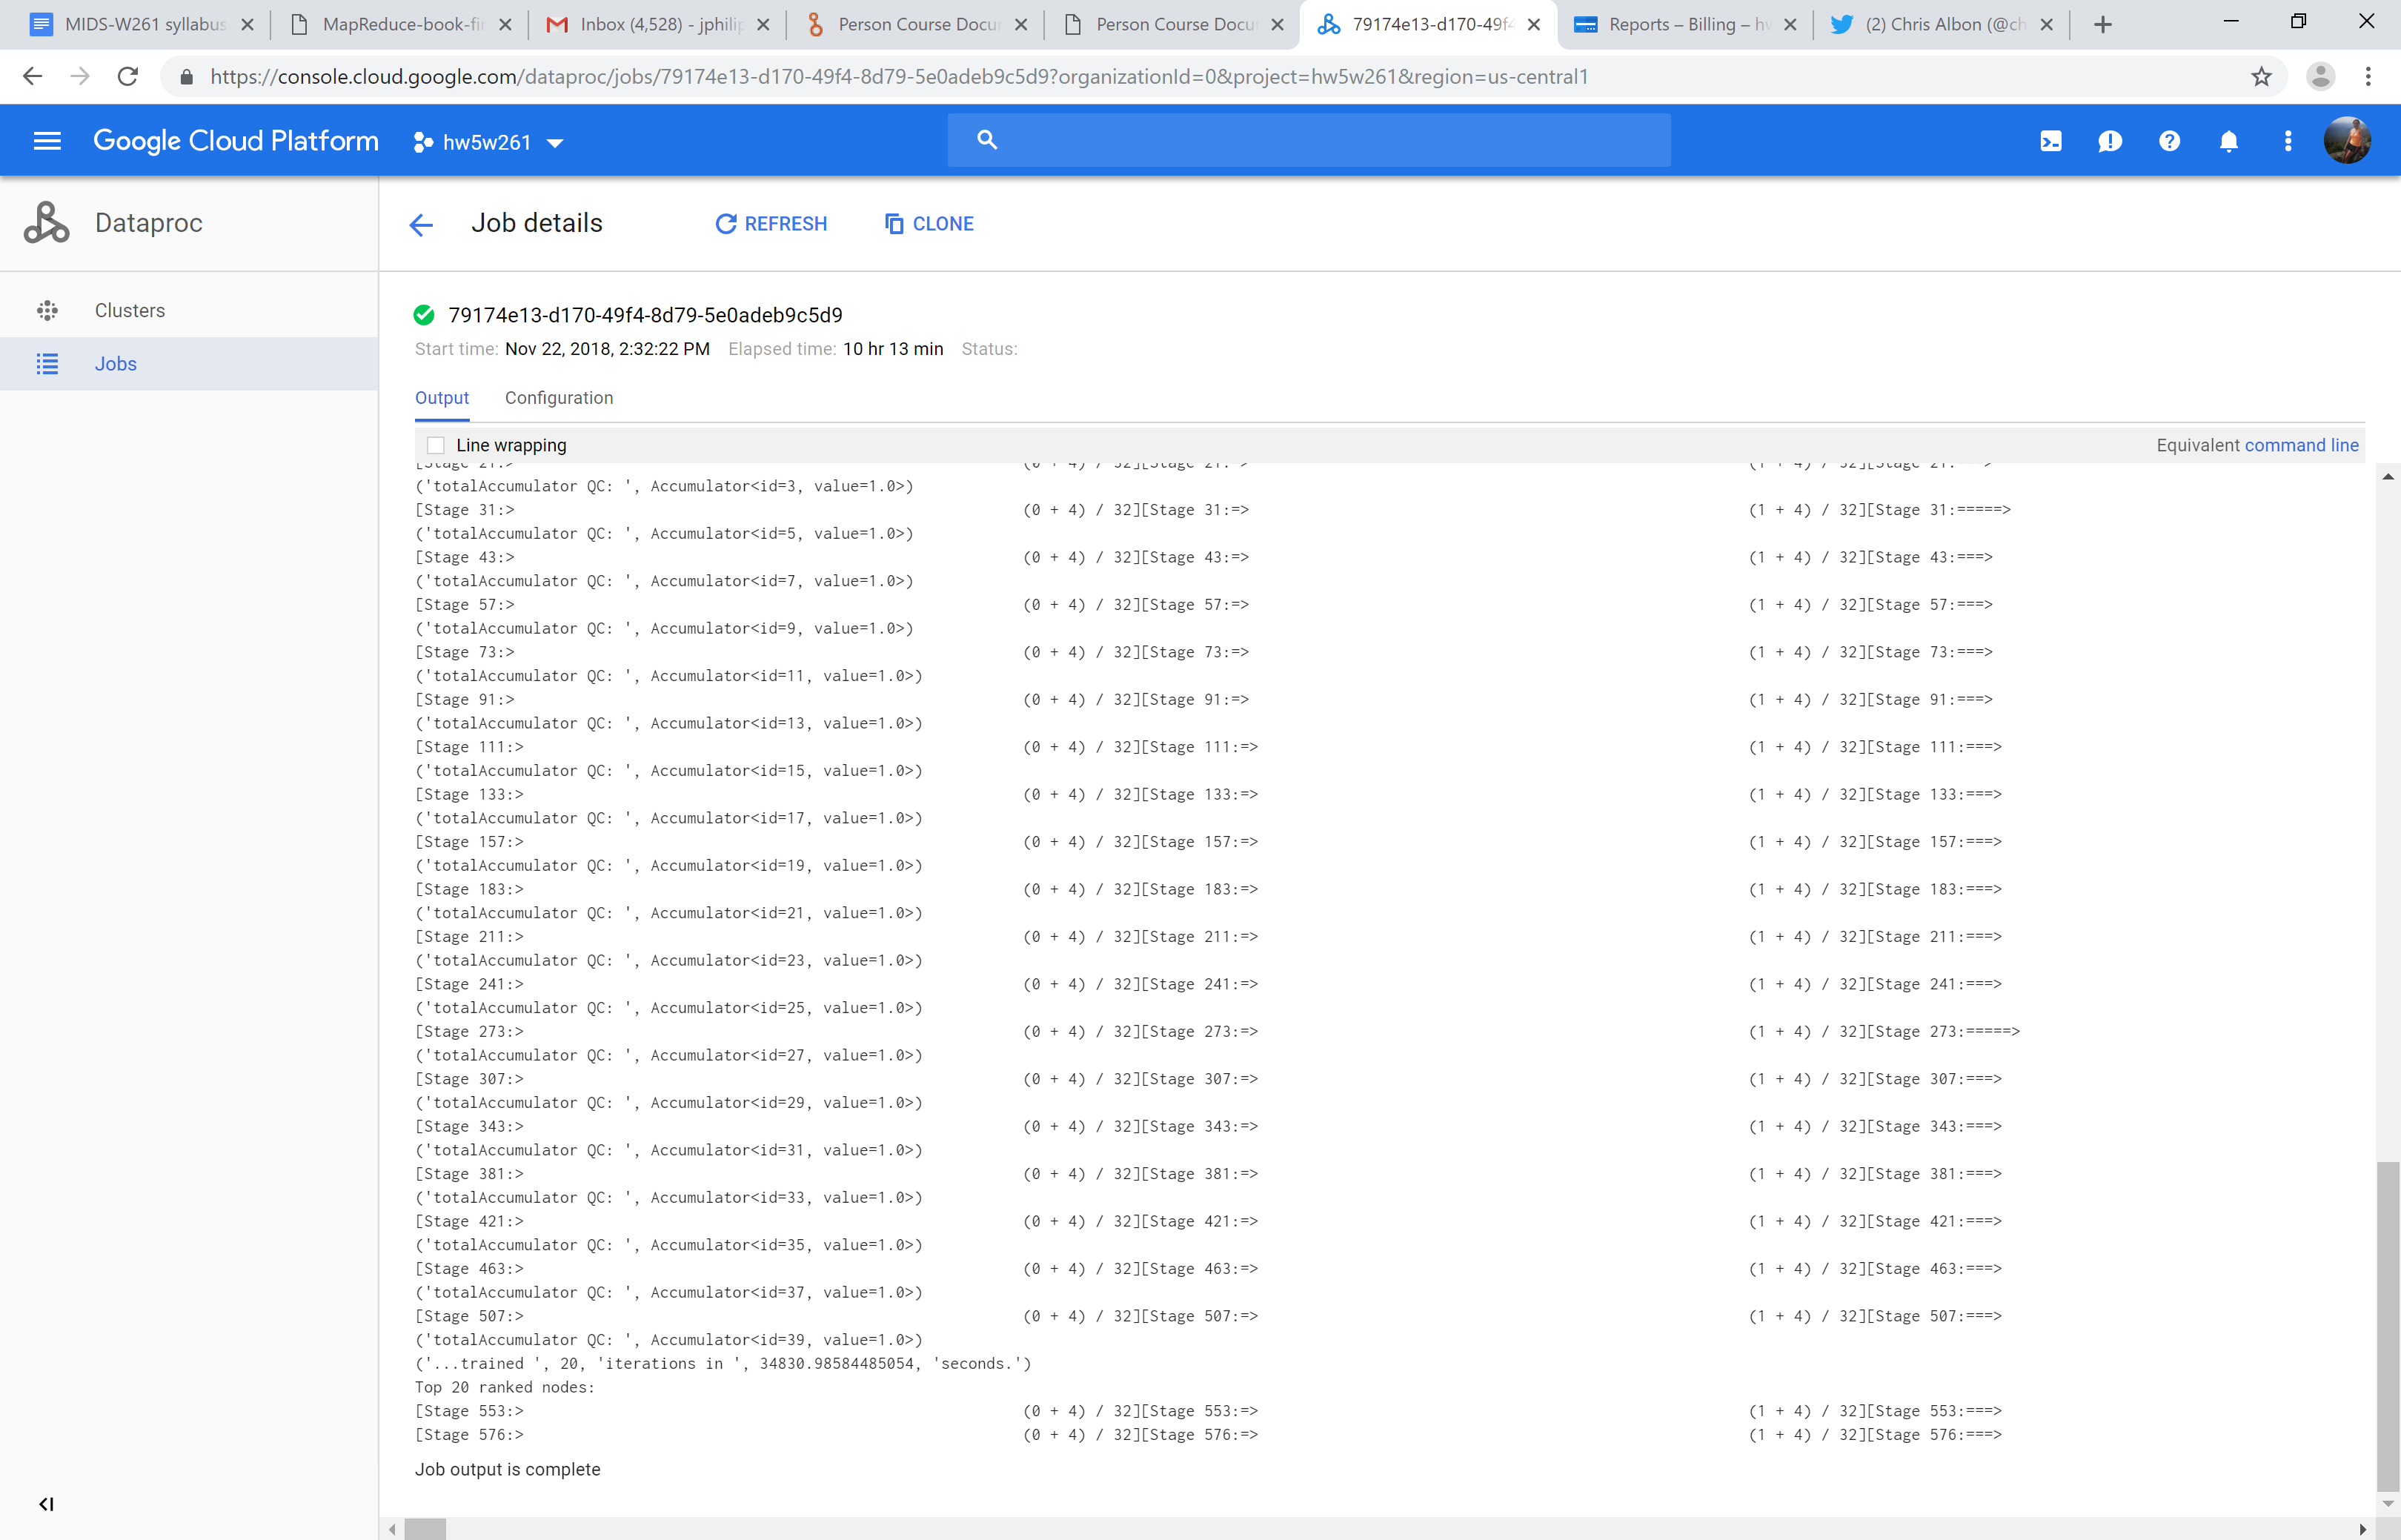 MIDS-W261 syllabus
MapReduce-book-fin
Inbox (4,528) - jphilip
Person Course Docu
Person Course Docu
79174e13-d170-49f4
Reports – Billing – hw
(2) Chris Albon (@ch
https://console.cloud.google.com/dataproc/jobs/79174e13-d170-49f4-8d79-5e0adeb9c5d9?organizationId=0&project=hw5w261&region=us-central1
Google Cloud Platform hw5w261
Dataproc
Job details REFRESH CLONE
Clusters
Jobs
79174e13-d170-49f4-8d79-5e0adeb9c5d9
Start time: Nov 22, 2018, 2:32:22 PM Elapsed time: 10 hr 13 min Status:
Output Configuration
Line wrapping Equivalent command line
[Stage 21:> (0 + 4) / 32][Stage 21:=> (1 + 4) / 32][Stage 21:===>
('totalAccumulator QC: ', Accumulator<id=3, value=1.0>)
[Stage 31:> (0 + 4) / 32][Stage 31:=> (1 + 4) / 32][Stage 31:=====>
('totalAccumulator QC: ', Accumulator<id=5, value=1.0>)
[Stage 43:> (0 + 4) / 32][Stage 43:=> (1 + 4) / 32][Stage 43:===>
('totalAccumulator QC: ', Accumulator<id=7, value=1.0>)
[Stage 57:> (0 + 4) / 32][Stage 57:=> (1 + 4) / 32][Stage 57:===>
('totalAccumulator QC: ', Accumulator<id=9, value=1.0>)
[Stage 73:> (0 + 4) / 32][Stage 73:=> (1 + 4) / 32][Stage 73:===>
('totalAccumulator QC: ', Accumulator<id=11, value=1.0>)
[Stage 91:> (0 + 4) / 32][Stage 91:=> (1 + 4) / 32][Stage 91:===>
('totalAccumulator QC: ', Accumulator<id=13, value=1.0>)
[Stage 111:> (0 + 4) / 32][Stage 111:=> (1 + 4) / 32][Stage 111:===>
('totalAccumulator QC: ', Accumulator<id=15, value=1.0>)
[Stage 133:> (0 + 4) / 32][Stage 133:=> (1 + 4) / 32][Stage 133:===>
('totalAccumulator QC: ', Accumulator<id=17, value=1.0>)
[Stage 157:> (0 + 4) / 32][Stage 157:=> (1 + 4) / 32][Stage 157:===>
('totalAccumulator QC: ', Accumulator<id=19, value=1.0>)
[Stage 183:> (0 + 4) / 32][Stage 183:=> (1 + 4) / 32][Stage 183:===>
('totalAccumulator QC: ', Accumulator<id=21, value=1.0>)
[Stage 211:> (0 + 4) / 32][Stage 211:=> (1 + 4) / 32][Stage 211:===>
('totalAccumulator QC: ', Accumulator<id=23, value=1.0>)
[Stage 241:> (0 + 4) / 32][Stage 241:=> (1 + 4) / 32][Stage 241:===>
('totalAccumulator QC: ', Accumulator<id=25, value=1.0>)
[Stage 273:> (0 + 4) / 32][Stage 273:=> (1 + 4) / 32][Stage 273:=====>
('totalAccumulator QC: ', Accumulator<id=27, value=1.0>)
[Stage 307:> (0 + 4) / 32][Stage 307:=> (1 + 4) / 32][Stage 307:===>
('totalAccumulator QC: ', Accumulator<id=29, value=1.0>)
[Stage 343:> (0 + 4) / 32][Stage 343:=> (1 + 4) / 32][Stage 343:===>
('totalAccumulator QC: ', Accumulator<id=31, value=1.0>)
[Stage 381:> (0 + 4) / 32][Stage 381:=> (1 + 4) / 32][Stage 381:===>
('totalAccumulator QC: ', Accumulator<id=33, value=1.0>)
[Stage 421:> (0 + 4) / 32][Stage 421:=> (1 + 4) / 32][Stage 421:===>
('totalAccumulator QC: ', Accumulator<id=35, value=1.0>)
[Stage 463:> (0 + 4) / 32][Stage 463:=> (1 + 4) / 32][Stage 463:===>
('totalAccumulator QC: ', Accumulator<id=37, value=1.0>)
[Stage 507:> (0 + 4) / 32][Stage 507:=> (1 + 4) / 32][Stage 507:===>
('totalAccumulator QC: ', Accumulator<id=39, value=1.0>)
('...trained ', 20, 'iterations in ', 34830.98584485054, 'seconds.')
Top 20 ranked nodes:
[Stage 553:> (0 + 4) / 32][Stage 553:=> (1 + 4) / 32][Stage 553:===>
[Stage 576:> (0 + 4) / 32][Stage 576:=> (1 + 4) / 32][Stage 576:===>
Job output is complete